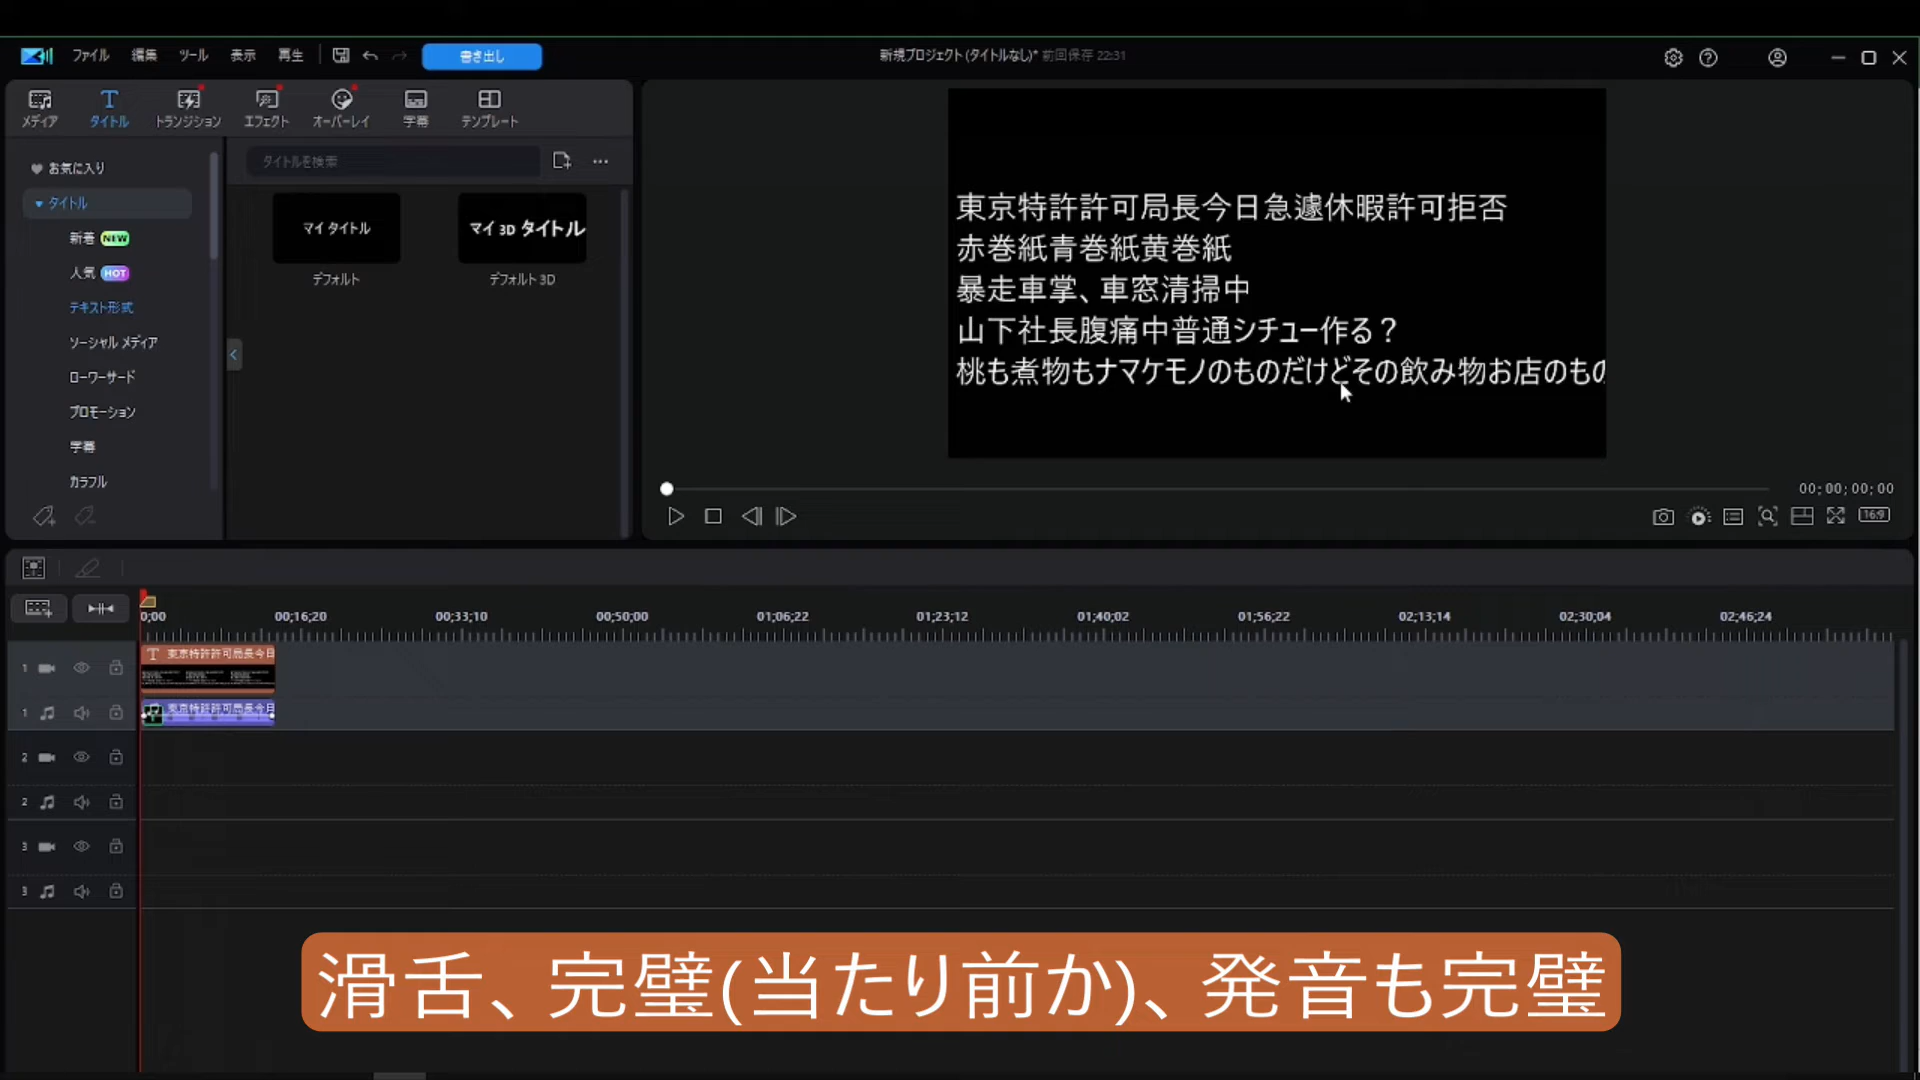 ファイル 編集 ツール 表示 再生 書き出し 新規プロジェクト(タイトルなし)* 前回保存 22:31
メディア タイトル トランジション エフェクト オーバーレイ 字幕 テンプレート
お気に入り
タイトル
新着 NEW
人気 HOT
テキスト形式
ソーシャル メディア
ローワーサード
プロモーション
字幕
カラフル
タイトルを検索
マイ タイトル
デフォルト
マイ 3D タイトル
デフォルト 3D
東京特許許可局長今日急遽休暇許可拒否
赤巻紙青巻紙黄巻紙
暴走車掌、車窓清掃中
山下社長腹痛中普通シチュー作る？
桃も煮物もナマケモノのものだけどその飲み物お店のもの
00;00;00;00
16:9
0;00 00;16;20 00;33;10 00;50;00 01;06;22 01;23;12 01;40;02 01;56;22 02;13;14 02;30;04 02;46;24
1 T 東京特許許可局長今日
1 東京特許許可局長今日
2
2
3
3
滑舌、完璧(当たり前か)、発音も完璧